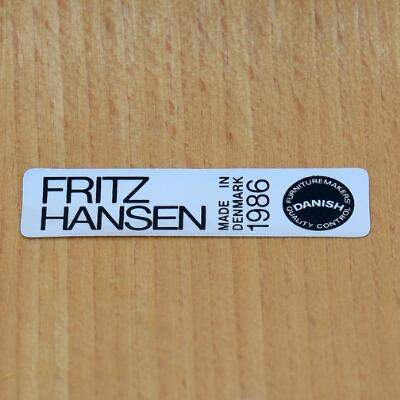 FRITZ
HANSEN
MADE IN
DENMARK
1986
FURNITUREMAKERS'
DANISH
QUALITY CONTROL